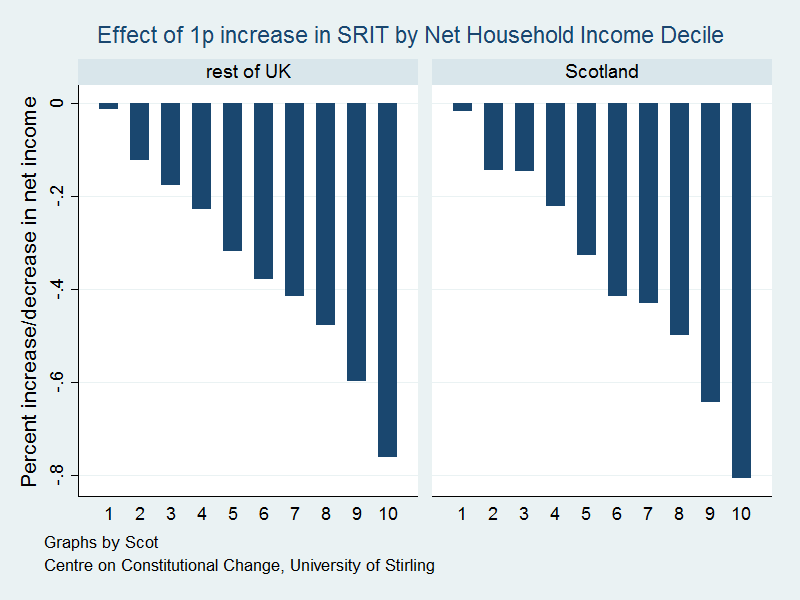 Effect of 1p increase in SRIT by Net Household Income Decile
rest of UK
Scotland
Percent increase/decrease in net income
0
-.2
-.4
-.6
-.8
1 2 3 4 5 6 7 8 9 10
1 2 3 4 5 6 7 8 9 10
Graphs by Scot
Centre on Constitutional Change, University of Stirling